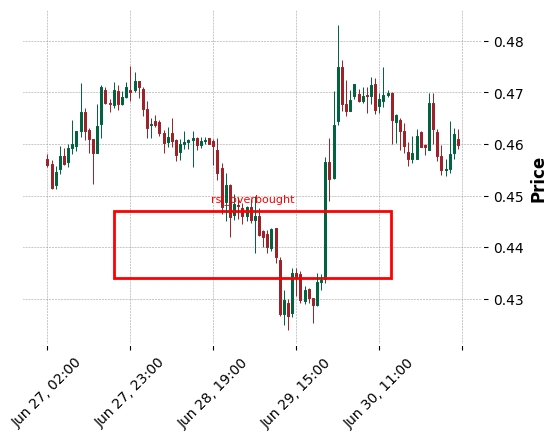 0.48
0.47
0.46
0.45
rsi_overbought
0.44
0.43
Price
Jun 27, 02:00
Jun 27, 23:00
Jun 28, 19:00
Jun 29, 15:00
Jun 30, 11:00